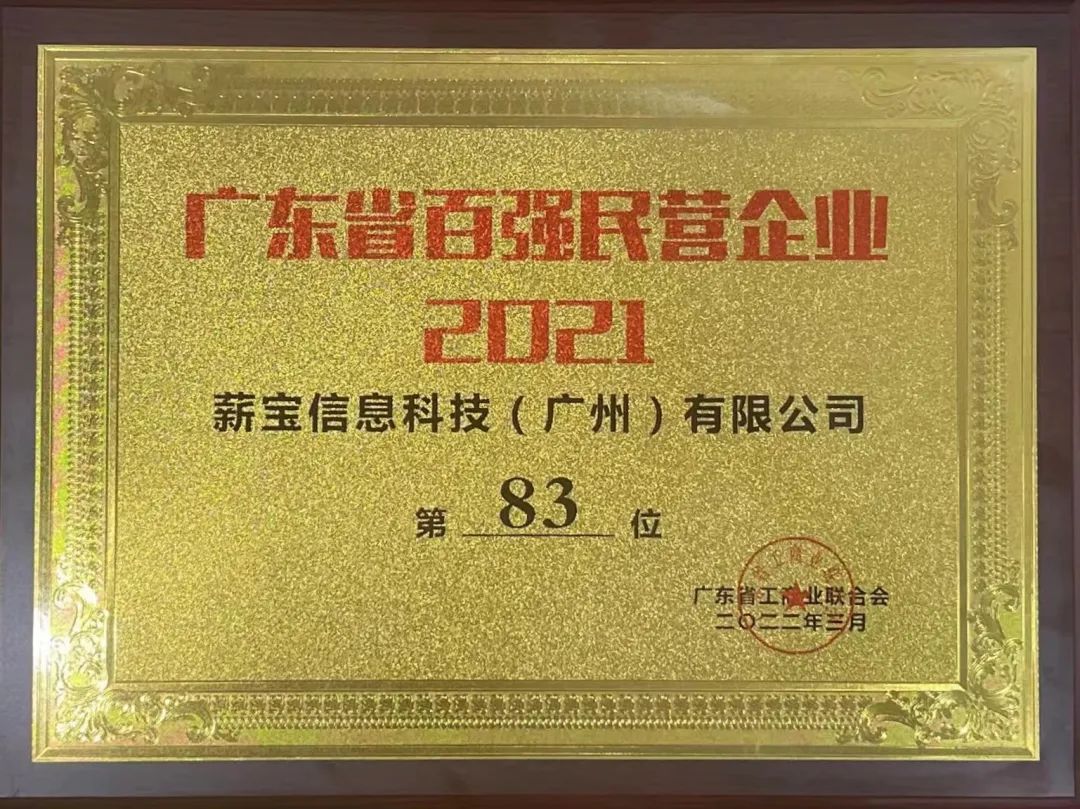 广东省百强民营企业
2021
薪宝信息科技（广州）有限公司
第 83 位
广东省工商业联合会
二〇二二年三月